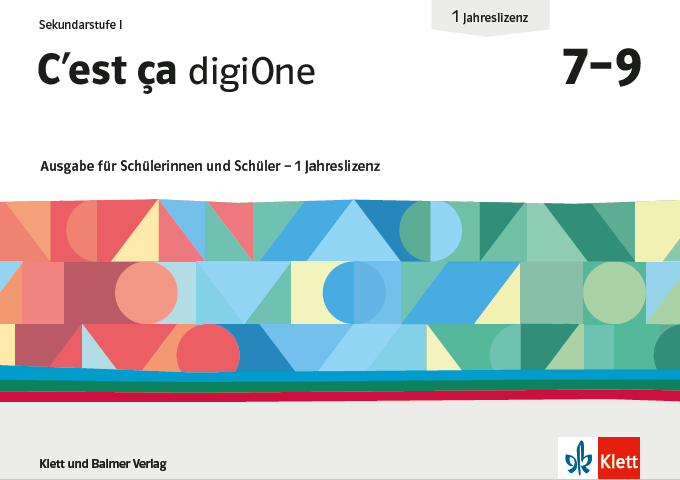 Sekundarstufe I
1 Jahreslizenz
C’est ça digiOne
7–9
Ausgabe für Schülerinnen und Schüler – 1 Jahreslizenz
Klett und Balmer Verlag
Klett